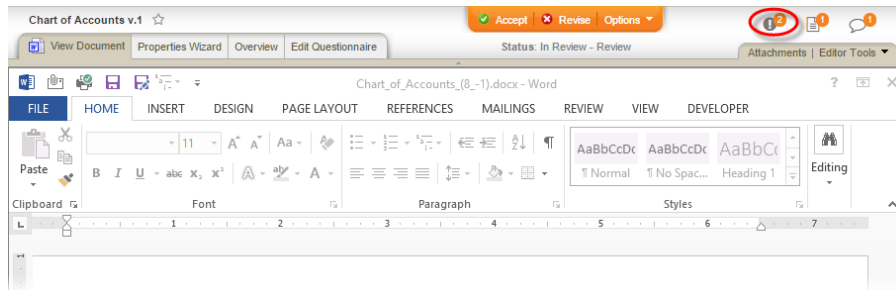 Chart of Accounts v.1
Accept Revise Options
2 1 0
View Document Properties Wizard Overview Edit Questionnaire
Status: In Review - Review
Attachments | Editor Tools
Chart_of_Accounts_(8_-1).docx - Word
FILE HOME INSERT DESIGN PAGE LAYOUT REFERENCES MAILINGS REVIEW VIEW DEVELOPER
11 Aa
AaBbCcDc AaBbCcDc AaBbCc
Paste B I U abc X₂ X² A aby A ¶ Normal ¶ No Spac... Heading 1 Editing
Clipboard Font Paragraph Styles
L 1 2 3 4 5 6 7